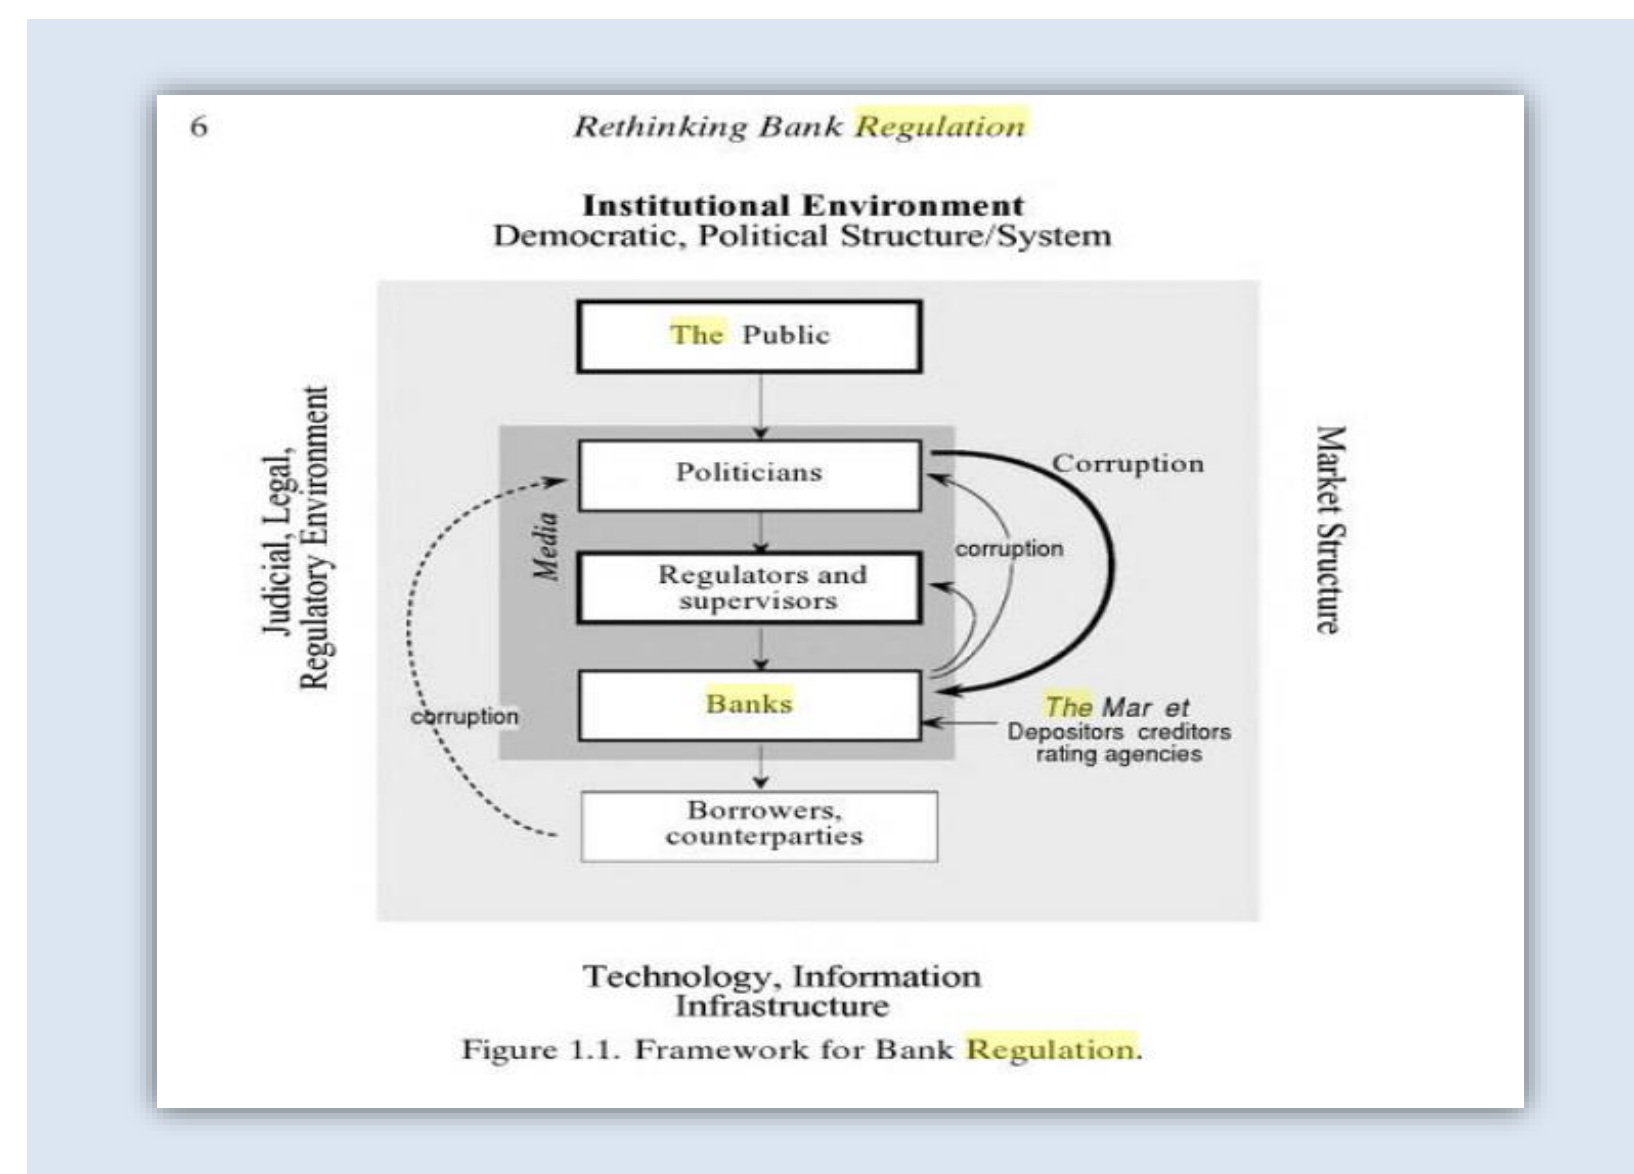 6
Rethinking Bank Regulation
Institutional Environment
Democratic, Political Structure/System
The Public
Politicians
Corruption
Media
corruption
Regulators and
supervisors
Banks
The Mar et
Depositors creditors
rating agencies
corruption
Borrowers,
counterparties
Judicial, Legal,
Regulatory Environment
Market Structure
Technology, Information
Infrastructure
Figure 1.1. Framework for Bank Regulation.